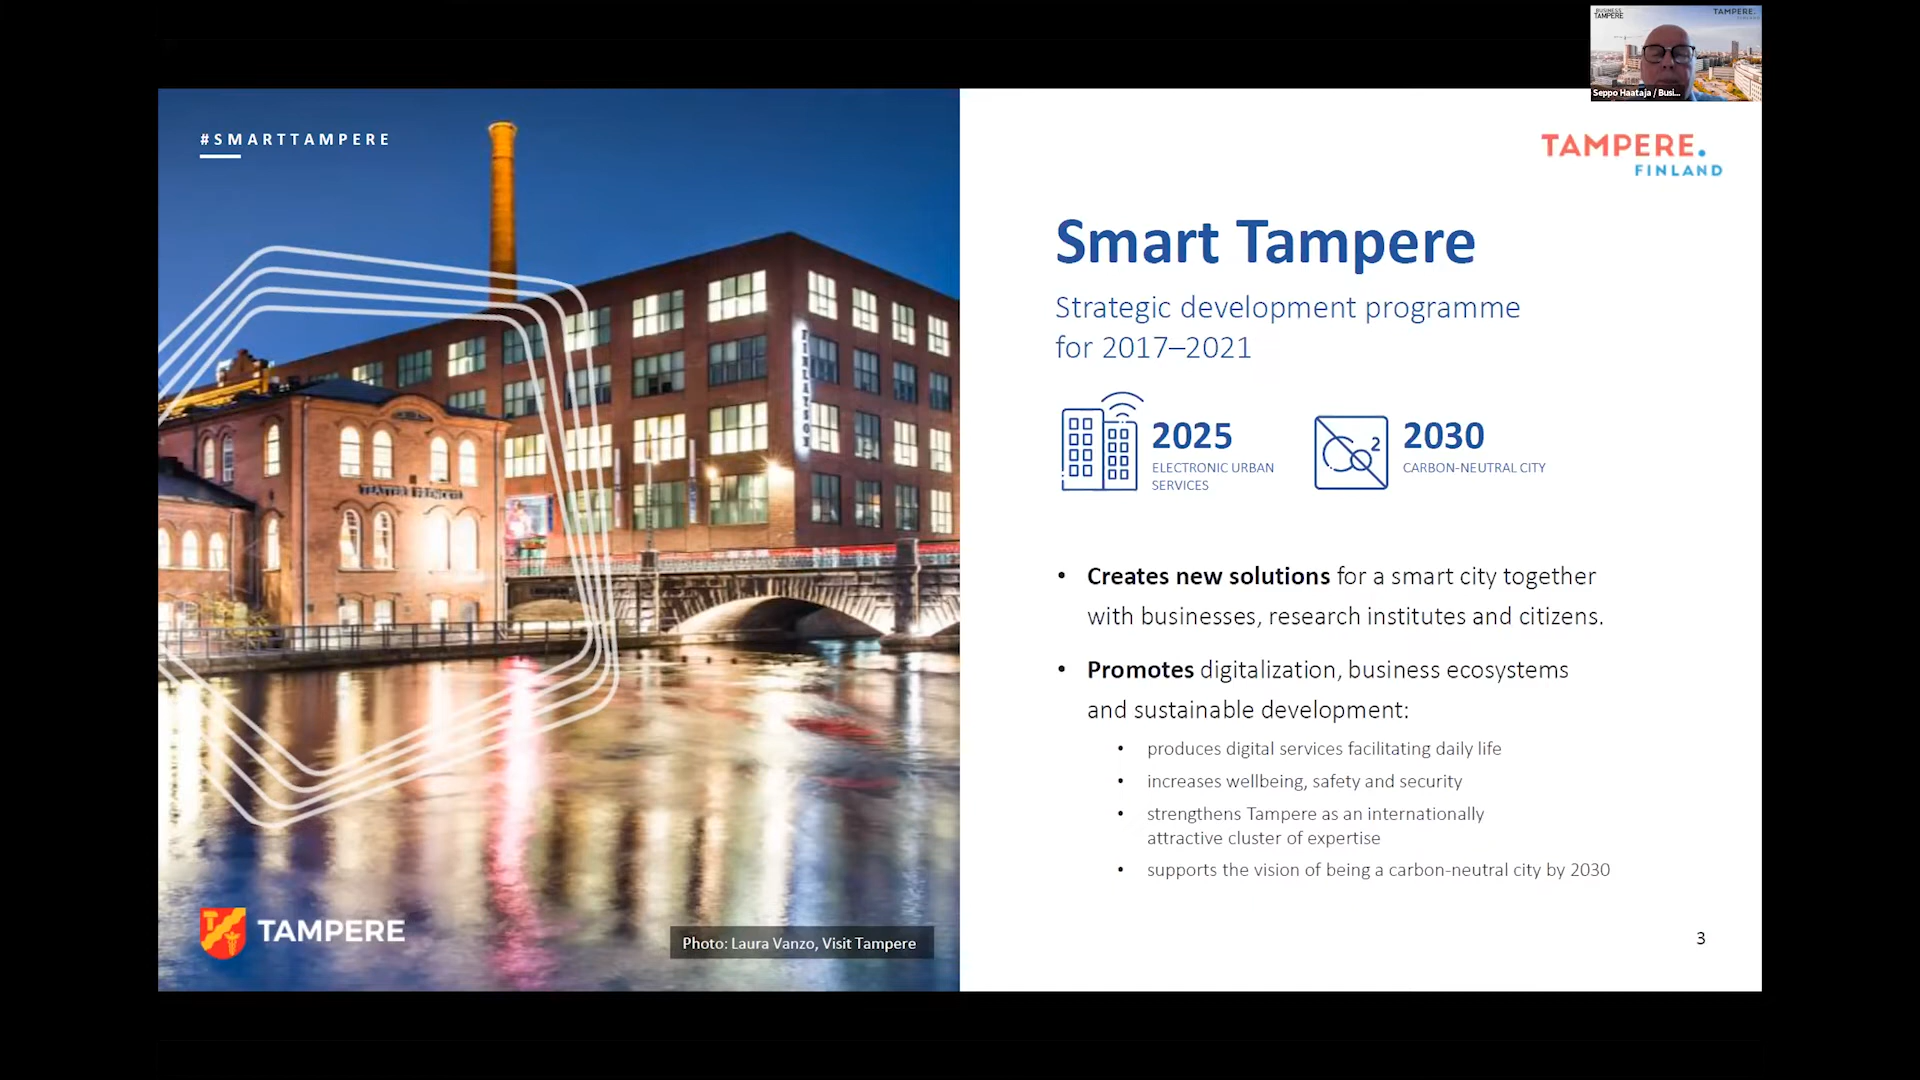 BUSINESS
TAMPERE
TAMPERE.
Seppo Haataja / Busi...
#SMARTTAMPERE
FINLAYSON
TEATTERI FRENCKELL
TAMPERE
Photo: Laura Vanzo, Visit Tampere
TAMPERE.
FINLAND
Smart Tampere
Strategic development programme
for 2017–2021
2025
ELECTRONIC URBAN
SERVICES
CO2
2030
CARBON-NEUTRAL CITY
• Creates new solutions for a smart city together
with businesses, research institutes and citizens.
• Promotes digitalization, business ecosystems
and sustainable development:
• produces digital services facilitating daily life
• increases wellbeing, safety and security
• strengthens Tampere as an internationally
attractive cluster of expertise
• supports the vision of being a carbon-neutral city by 2030
3